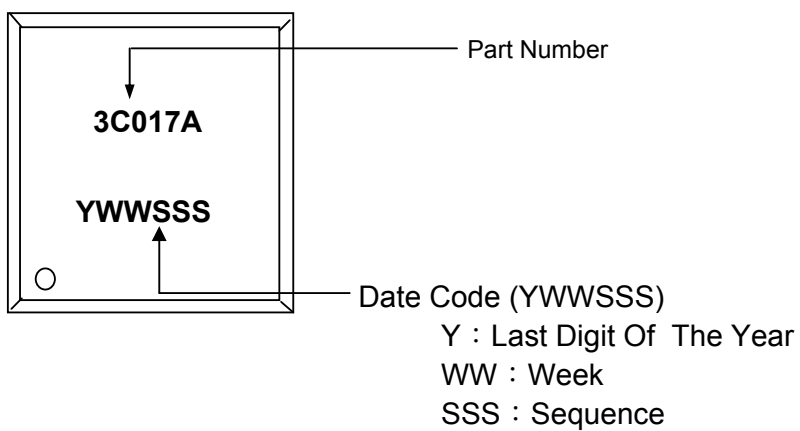 Part Number
3C017A
YWWSSS
Date Code (YWWSSS)
Y：Last Digit Of The Year
WW：Week
SSS：Sequence